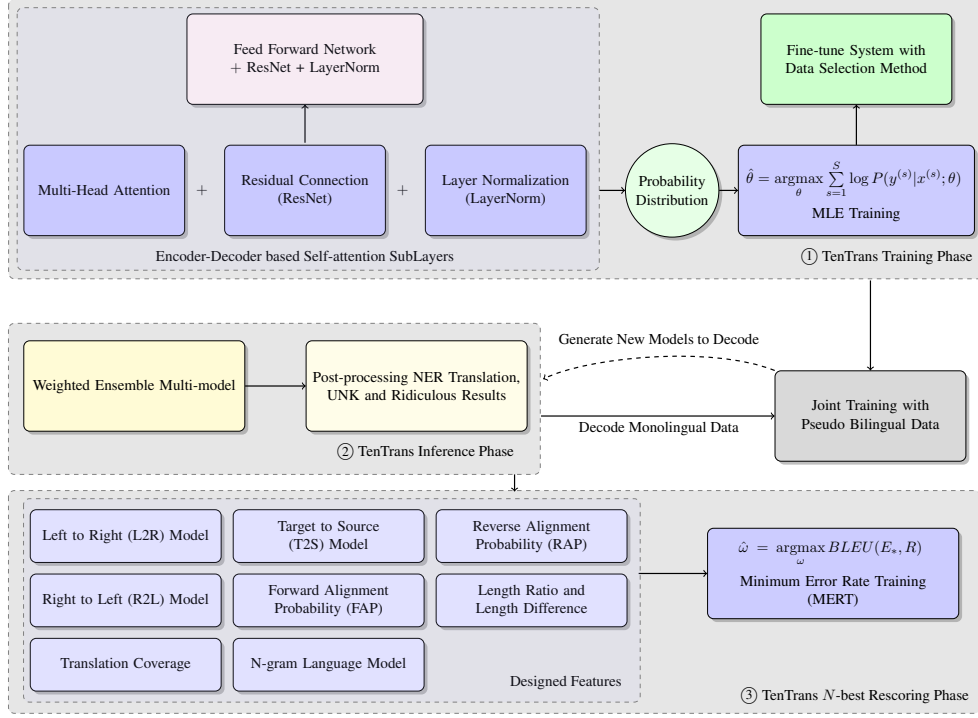 Feed Forward Network
+ ResNet + LayerNorm
Fine-tune System with
Data Selection Method
Multi-Head Attention
+
Residual Connection
(ResNet)
+
Layer Normalization
(LayerNorm)
Probability
Distribution
θ̂ = argmax_θ ∑_{s=1}^{S} log P(y^{(s)}|x^{(s)}; θ)
MLE Training
Encoder-Decoder based Self-attention SubLayers
① TenTrans Training Phase
Weighted Ensemble Multi-model
Post-processing NER Translation,
UNK and Ridiculous Results
② TenTrans Inference Phase
Generate New Models to Decode
Decode Monolingual Data
Joint Training with
Pseudo Bilingual Data
Left to Right (L2R) Model
Target to Source
(T2S) Model
Reverse Alignment
Probability (RAP)
Right to Left (R2L) Model
Forward Alignment
Probability (FAP)
Length Ratio and
Length Difference
Translation Coverage
N-gram Language Model
Designed Features
ω̂ = argmax_ω BLEU(E_*, R)
Minimum Error Rate Training
(MERT)
③ TenTrans N-best Rescoring Phase